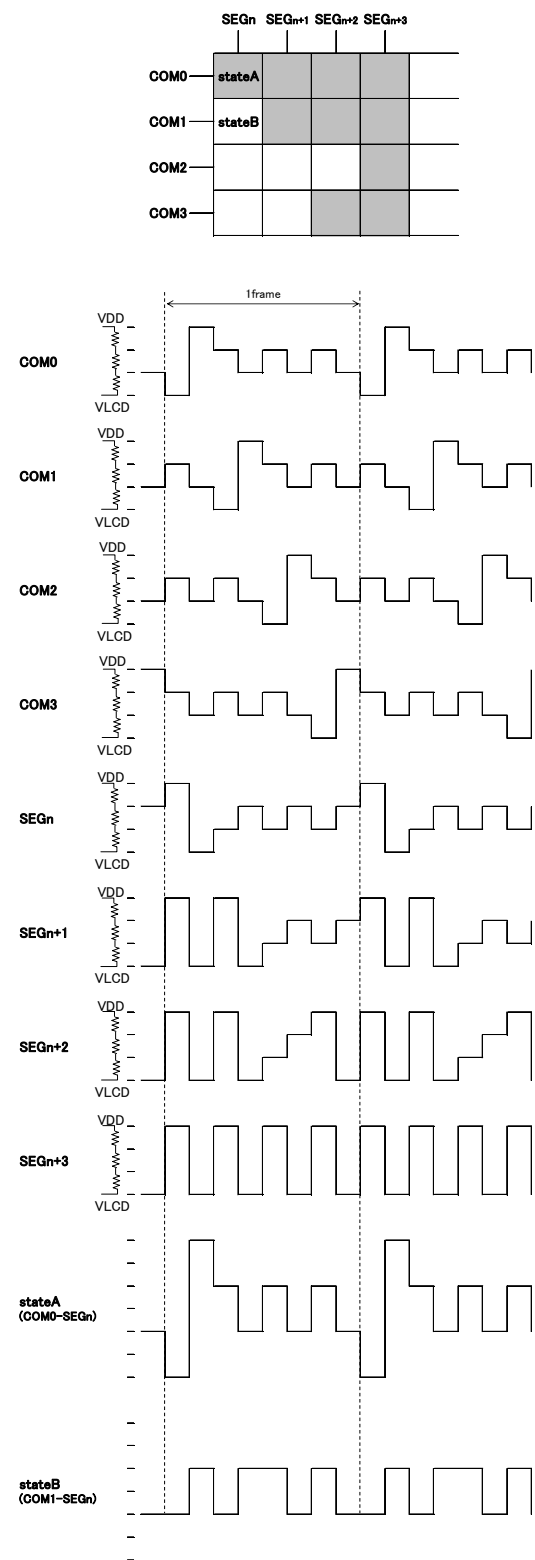 SEGn SEGn+1 SEGn+2 SEGn+3
COM0 stateA
COM1 stateB
COM2
COM3
1frame
VDD
COM0
VLCD
VDD
COM1
VLCD
VDD
COM2
VLCD
VDD
COM3
VLCD
VDD
SEGn
VLCD
VDD
SEGn+1
VLCD
VDD
SEGn+2
VLCD
VDD
SEGn+3
VLCD
stateA
(COM0-SEGn)
stateB
(COM1-SEGn)